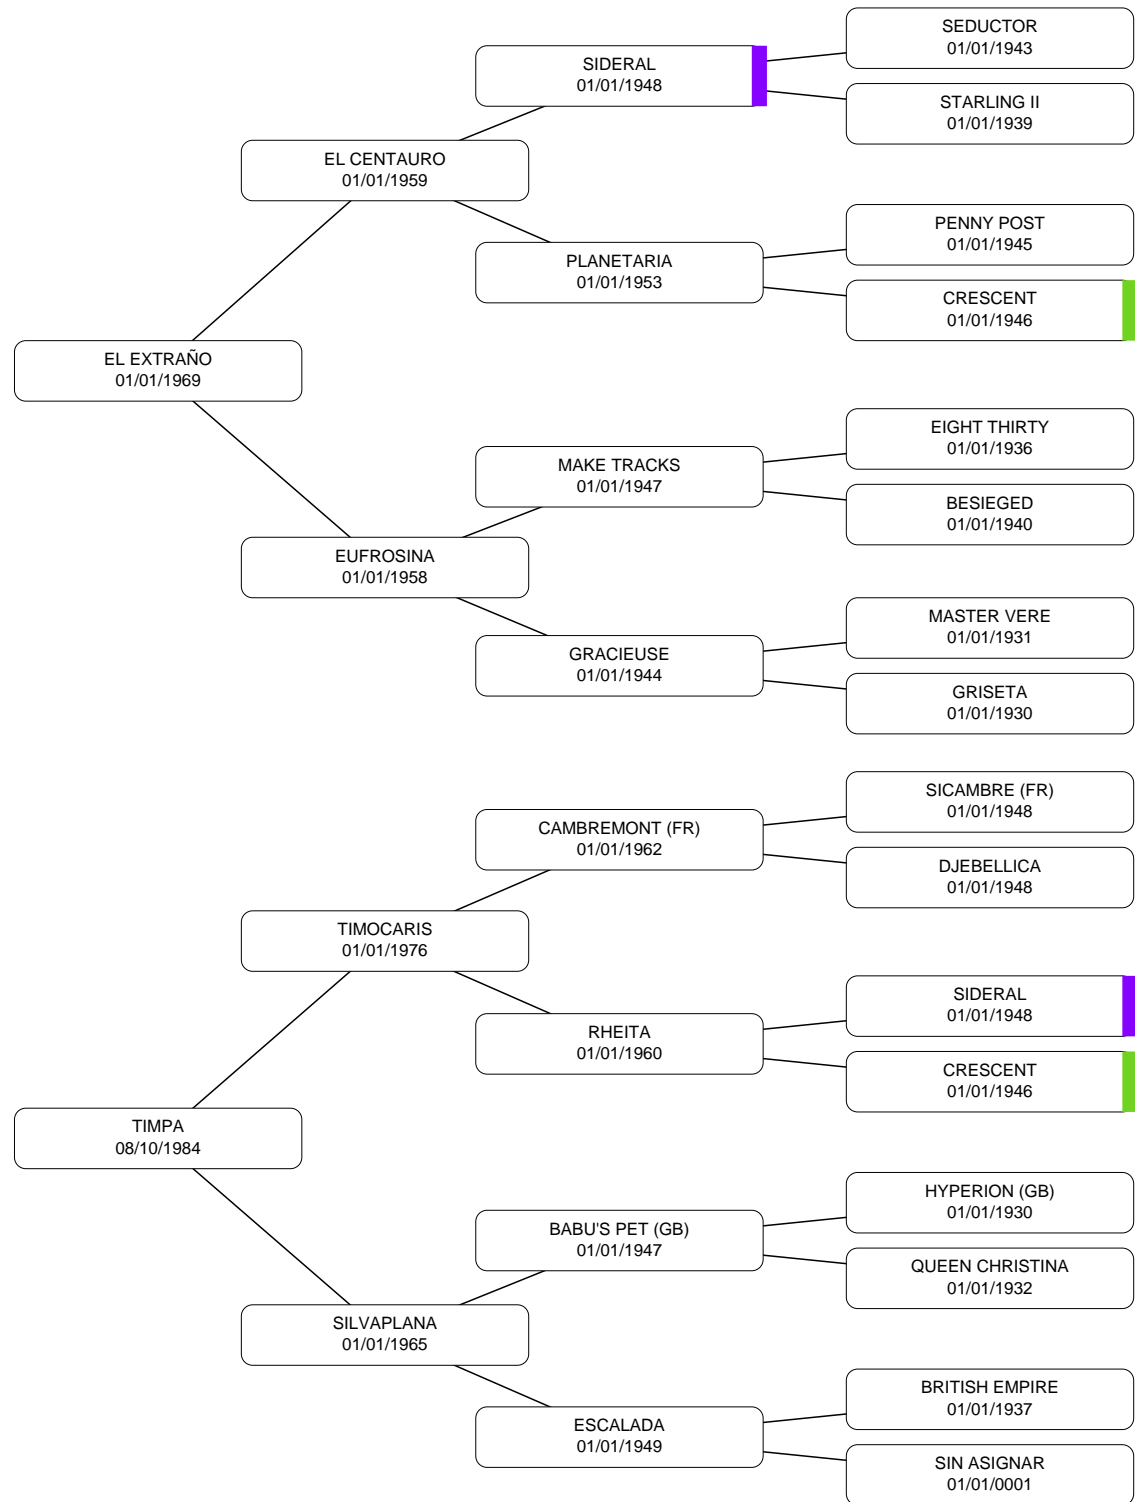 SEDUCTOR
01/01/1943
SIDERAL
01/01/1948
STARLING II
01/01/1939
EL CENTAURO
01/01/1959
PENNY POST
01/01/1945
PLANETARIA
01/01/1953
CRESCENT
01/01/1946
EL EXTRAÑO
01/01/1969
EIGHT THIRTY
01/01/1936
MAKE TRACKS
01/01/1947
BESIEGED
01/01/1940
EUFROSINA
01/01/1958
MASTER VERE
01/01/1931
GRACIEUSE
01/01/1944
GRISETA
01/01/1930
SICAMBRE (FR)
01/01/1948
CAMBREMONT (FR)
01/01/1962
DJEBELLICA
01/01/1948
TIMOCARIS
01/01/1976
SIDERAL
01/01/1948
RHEITA
01/01/1960
CRESCENT
01/01/1946
TIMPA
08/10/1984
HYPERION (GB)
01/01/1930
BABU'S PET (GB)
01/01/1947
QUEEN CHRISTINA
01/01/1932
SILVAPLANA
01/01/1965
BRITISH EMPIRE
01/01/1937
ESCALADA
01/01/1949
SIN ASIGNAR
01/01/0001